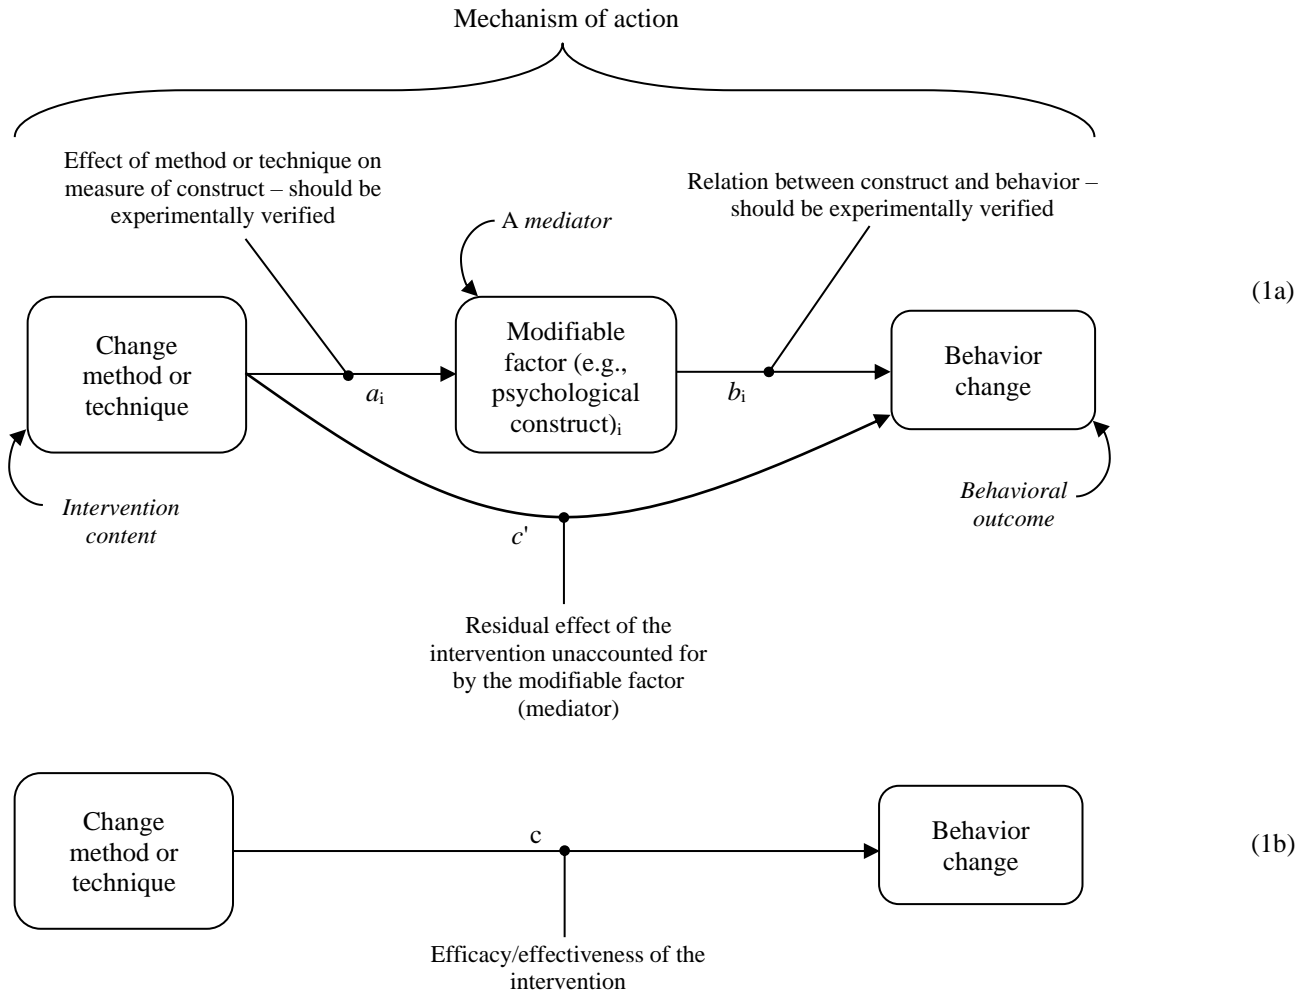 Mechanism of action
Effect of method or technique on
measure of construct – should be
experimentally verified
Relation between construct and behavior –
should be experimentally verified
A mediator
(1a)
Change
method or
technique
aᵢ
Modifiable
factor (e.g.,
psychological
construct)ᵢ
bᵢ
Behavior
change
Intervention
content
c'
Behavioral
outcome
Residual effect of the
intervention unaccounted for
by the modifiable factor
(mediator)
Change
method or
technique
c
Behavior
change
(1b)
Efficacy/effectiveness of the
intervention